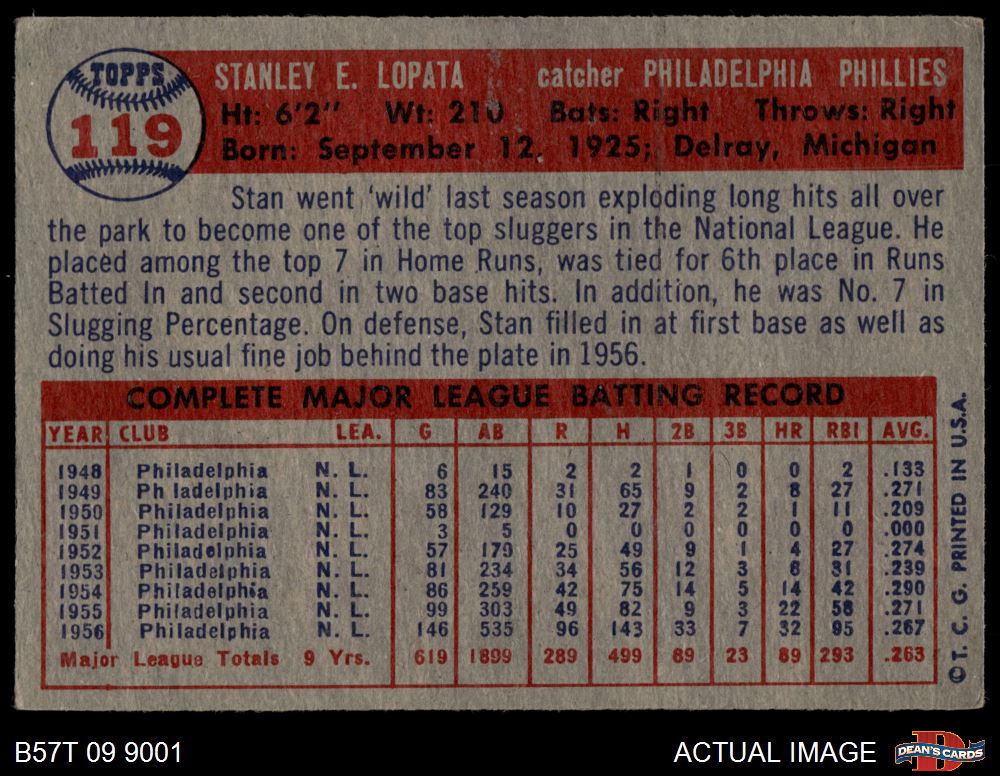 TOPPS
119
STANLEY E. LOPATA catcher PHILADELPHIA PHILLIES
Ht: 6'2" Wt: 210 Bats: Right Throws: Right
Born: September 12, 1925; Delray, Michigan
Stan went 'wild' last season exploding long hits all over
the park to become one of the top sluggers in the National League. He
placed among the top 7 in Home Runs, was tied for 6th place in Runs
Batted In and second in two base hits. In addition, he was No. 7 in
Slugging Percentage. On defense, Stan filled in at first base as well as
doing his usual fine job behind the plate in 1956.
COMPLETE MAJOR LEAGUE BATTING RECORD
YEAR CLUB LEA. G AB R H 2B 3B HR RBI AVG.
1948 Philadelphia N. L. 6 15 2 2 1 0 0 2 .133
1949 Ph ladelphia N. L. 83 240 31 65 9 2 8 27 .271
1950 Philadelphia N. L. 58 129 10 27 2 2 1 11 .209
1951 Philadelphia N. L. 3 5 0 0 0 0 0 0 .000
1952 Philadelphia N. L. 57 179 25 49 9 1 4 27 .274
1953 Philadelphia N. L. 81 234 34 56 12 3 8 31 .239
1954 Philadelphia N. L. 86 259 42 75 14 5 14 42 .290
1955 Philadelphia N. L. 99 303 49 82 9 3 22 58 .271
1956 Philadelphia N. L. 146 535 96 143 33 7 32 95 .267
Major League Totals 9 Yrs. 619 1899 289 499 89 23 89 293 .263
© T. C. G. PRINTED IN U.S.A.
B57T 09 9001
ACTUAL IMAGE
DEAN'S CARDS